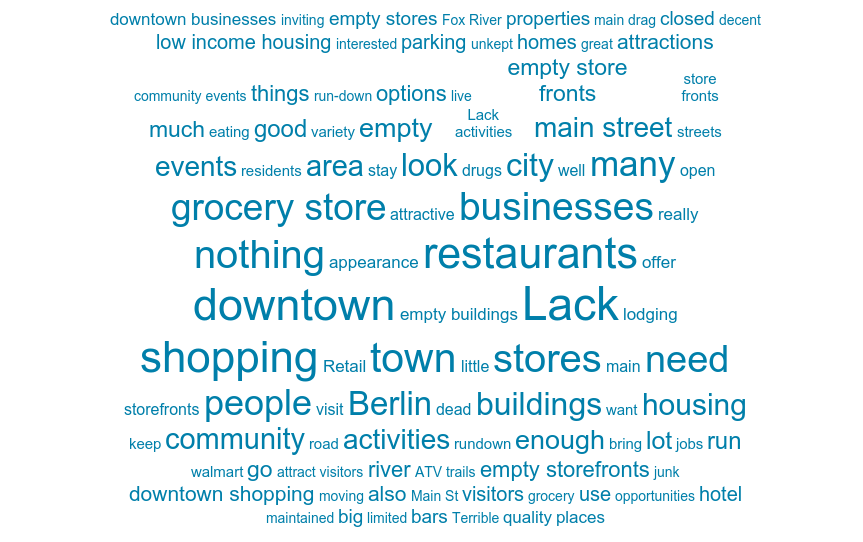 downtown businesses inviting empty stores Fox River properties main drag closed decent
low income housing interested parking unkept homes great attractions
community events things run-down options live empty store fronts store fronts
much eating good variety empty Lack activities main street streets
events residents area stay look drugs city well many open
grocery store attractive businesses really
nothing appearance restaurants offer
downtown empty buildings Lack lodging
shopping Retail town little stores main need
storefronts people visit Berlin dead buildings want housing
keep community road activities rundown enough bring lot jobs run
walmart go attract visitors river ATV trails empty storefronts junk
downtown shopping moving also Main St visitors grocery use opportunities hotel
maintained big limited bars Terrible quality places